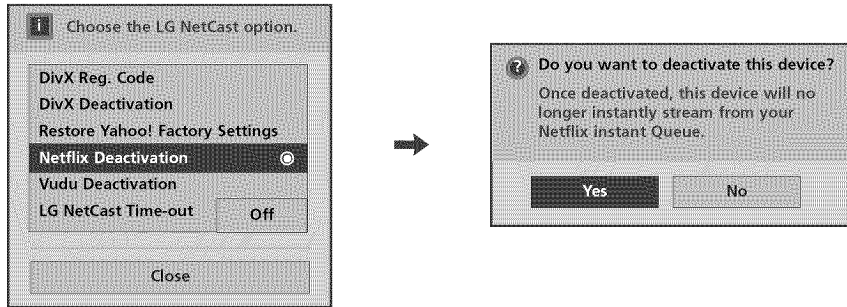 i Choose the LG NetCast option.
DivX Reg. Code
DivX Deactivation
Restore Yahoo! Factory Settings
Netflix Deactivation
Vudu Deactivation
LG NetCast Time-out Off
Close
? Do you want to deactivate this device?
Once deactivated, this device will no
longer instantly stream from your
Netflix instant Queue.
Yes No